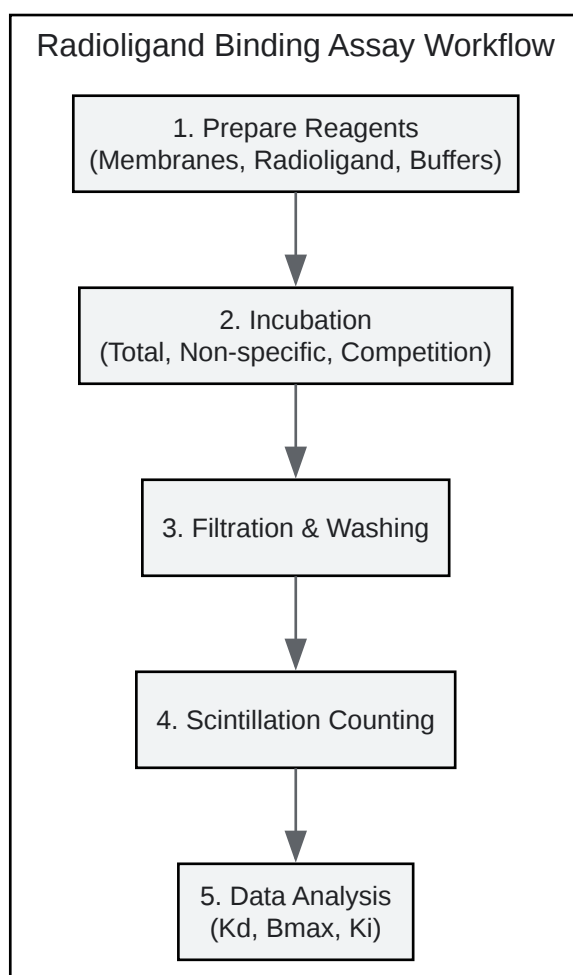 Radioligand Binding Assay Workflow
1. Prepare Reagents
(Membranes, Radioligand, Buffers)
2. Incubation
(Total, Non-specific, Competition)
3. Filtration & Washing
4. Scintillation Counting
5. Data Analysis
(Kd, Bmax, Ki)